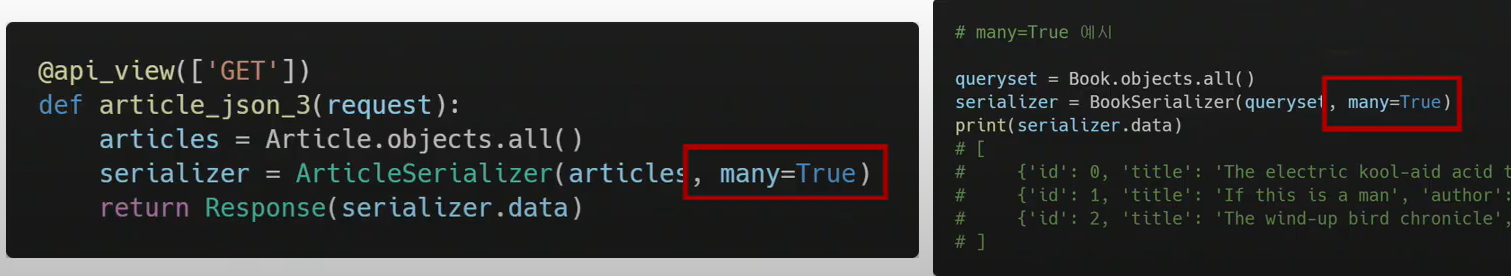 @api_view(['GET'])
def article_json_3(request):
    articles = Article.objects.all()
    serializer = ArticleSerializer(articles, many=True)
    return Response(serializer.data)
# many=True 예시
queryset = Book.objects.all()
serializer = BookSerializer(queryset, many=True)
print(serializer.data)
# [
#     {'id': 0, 'title': 'The electric kool-aid acid t
#     {'id': 1, 'title': 'If this is a man', 'author':
#     {'id': 2, 'title': 'The wind-up bird chronicle',
# ]